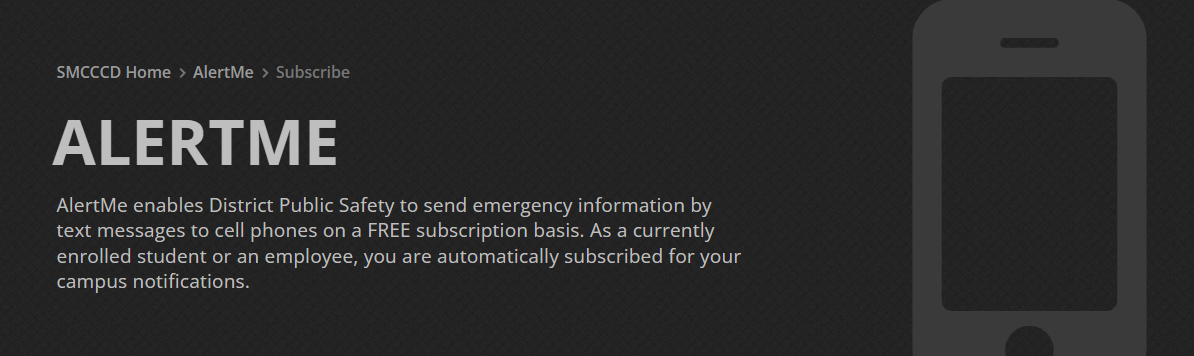 SMCCCD Home > AlertMe > Subscribe
ALERTME
AlertMe enables District Public Safety to send emergency information by
text messages to cell phones on a FREE subscription basis. As a currently
enrolled student or an employee, you are automatically subscribed for your
campus notifications.